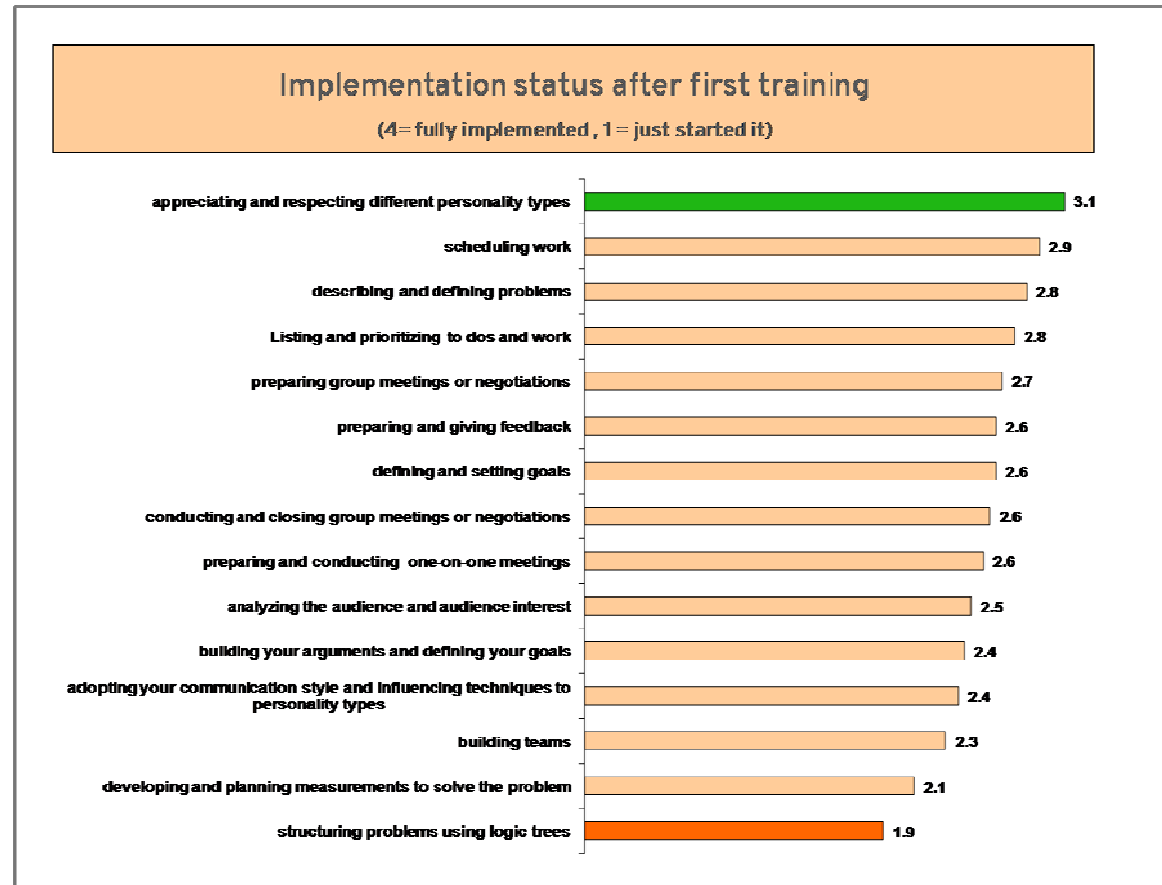 Implementation status after first training
(4= fully implemented , 1= just started it)
appreciating and respecting different personality types 3.1
scheduling work 2.9
describing and defining problems 2.8
Listing and prioritizing to dos and work 2.8
preparing group meetings or negotiations 2.7
preparing and giving feedback 2.6
defining and setting goals 2.6
conducting and closing group meetings or negotiations 2.6
preparing and conducting one-on-one meetings 2.6
analyzing the audience and audience interest 2.5
building your arguments and defining your goals 2.4
adopting your communication style and influencing techniques to
personality types 2.4
building teams 2.3
developing and planning measurements to solve the problem 2.1
structuring problems using logic trees 1.9